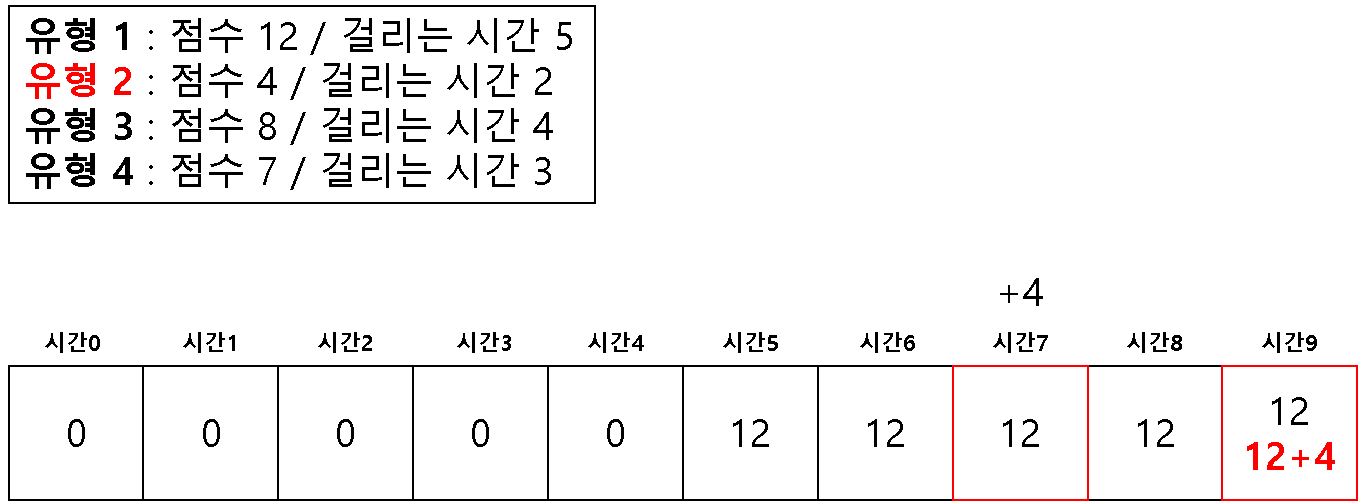 유형 1 : 점수 12 / 걸리는 시간 5
유형 2 : 점수 4 / 걸리는 시간 2
유형 3 : 점수 8 / 걸리는 시간 4
유형 4 : 점수 7 / 걸리는 시간 3
+4
시간0 시간1 시간2 시간3 시간4 시간5 시간6 시간7 시간8 시간9
0 0 0 0 0 12 12 12 12 12
12+4